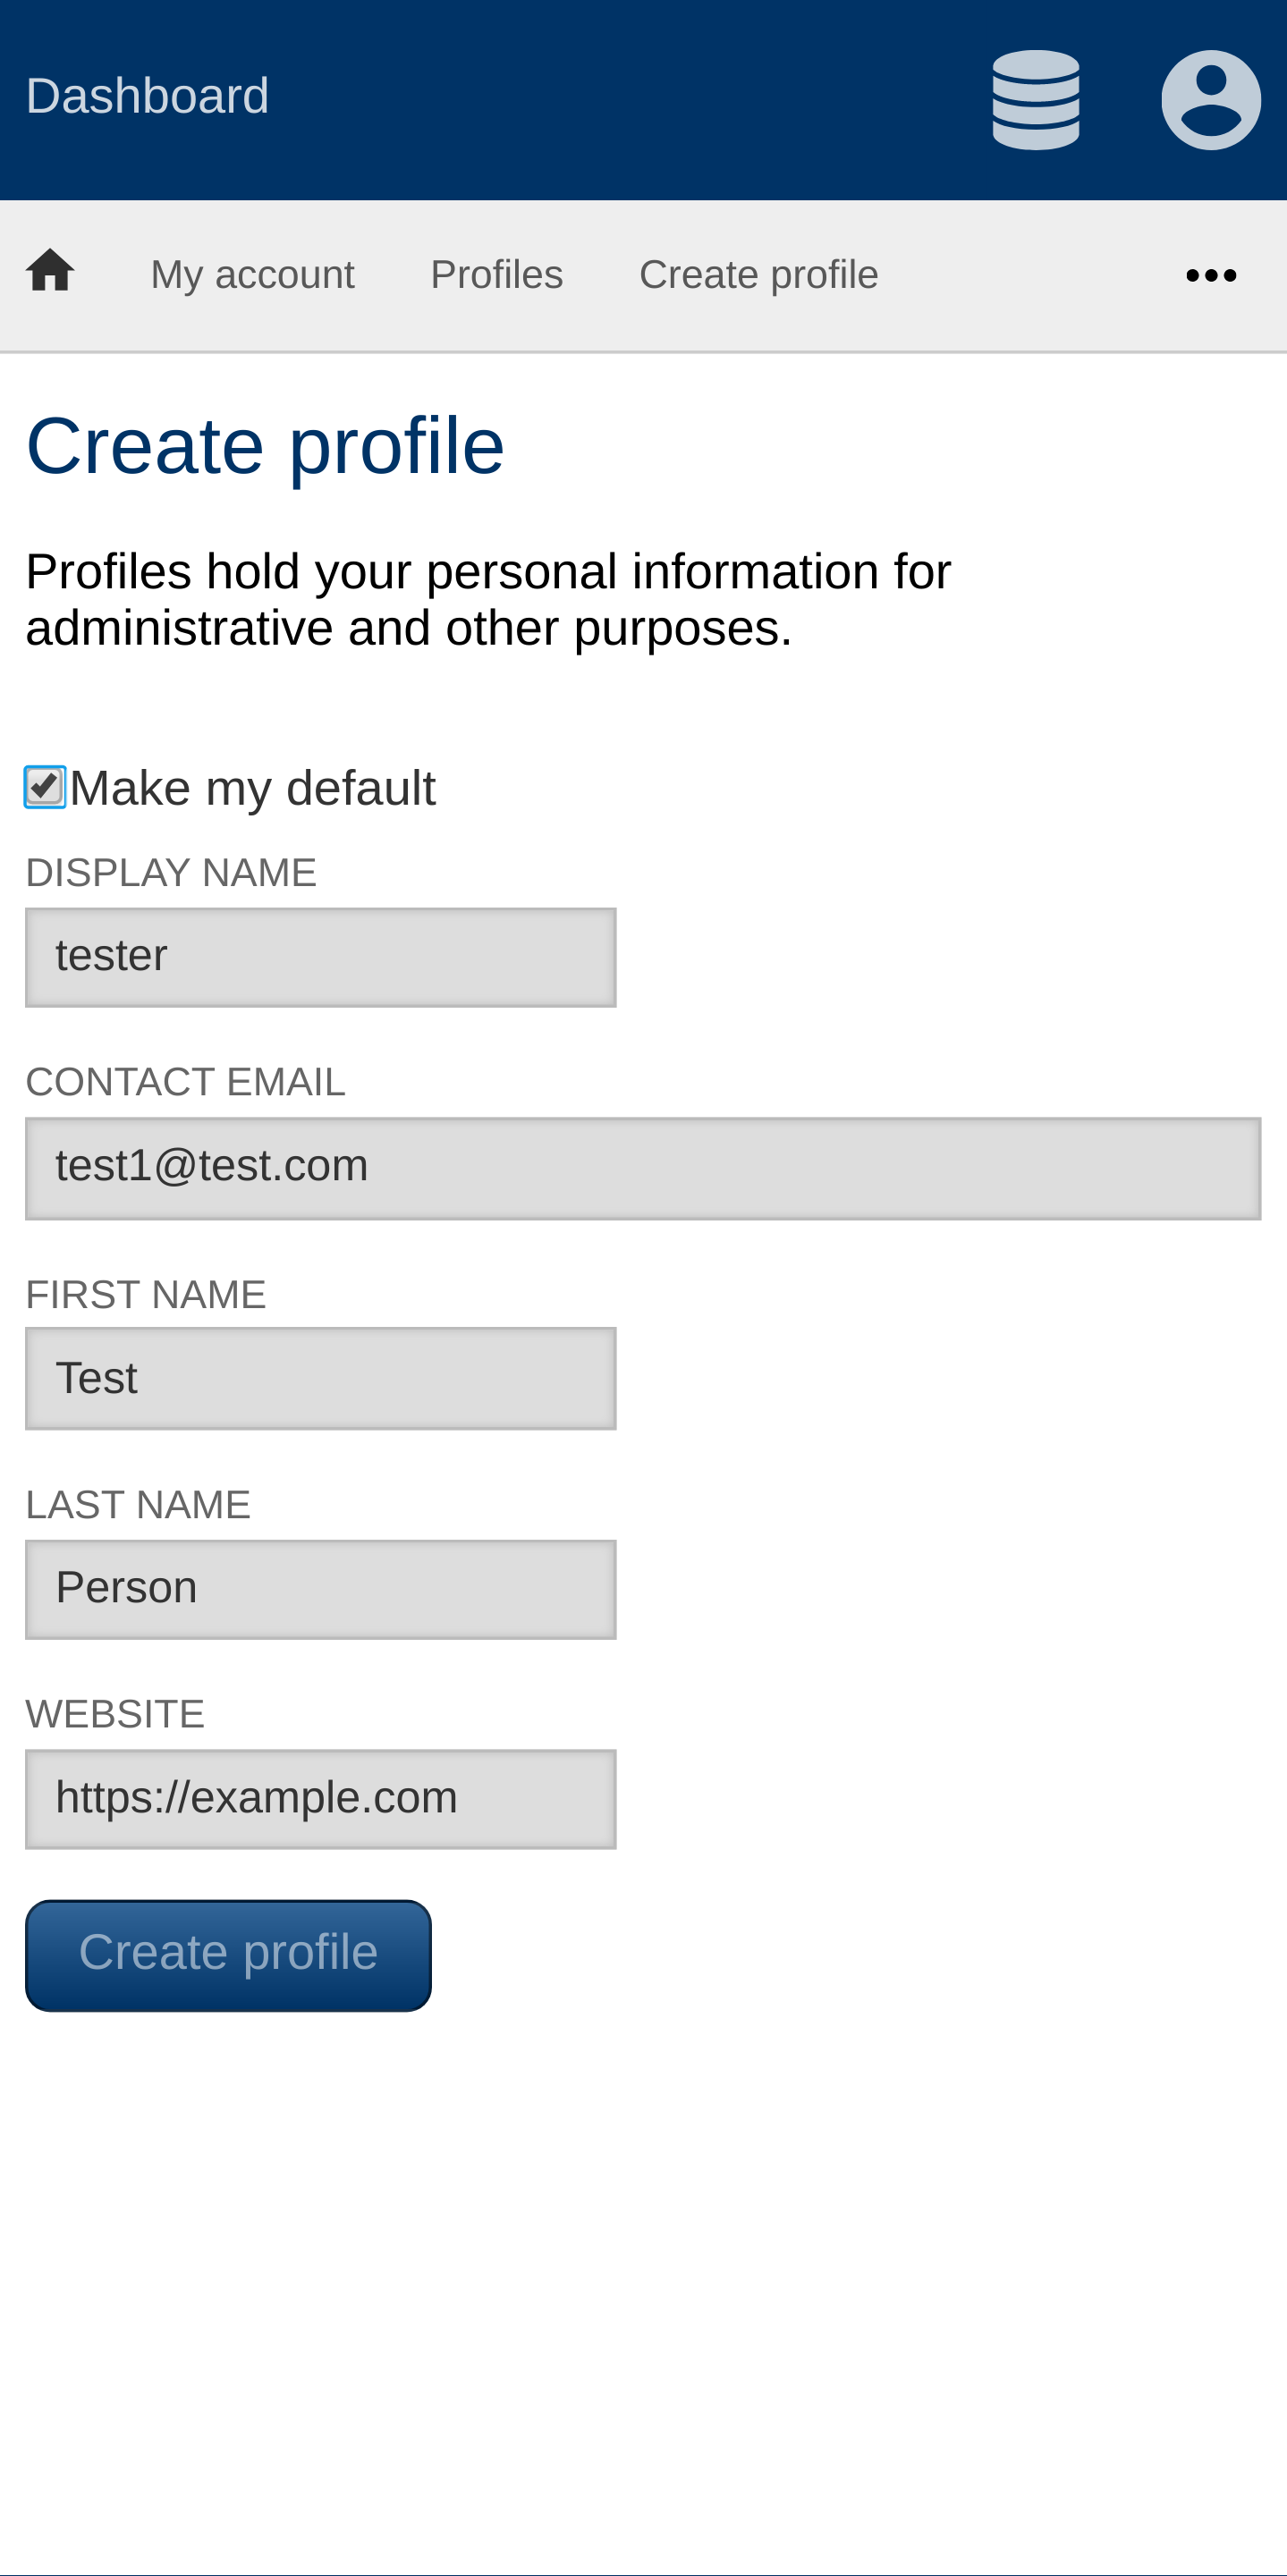 Dashboard
My account Profiles Create profile
Create profile
Profiles hold your personal information for
administrative and other purposes.
Make my default
DISPLAY NAME
tester
CONTACT EMAIL
test1@test.com
FIRST NAME
Test
LAST NAME
Person
WEBSITE
https://example.com
Create profile